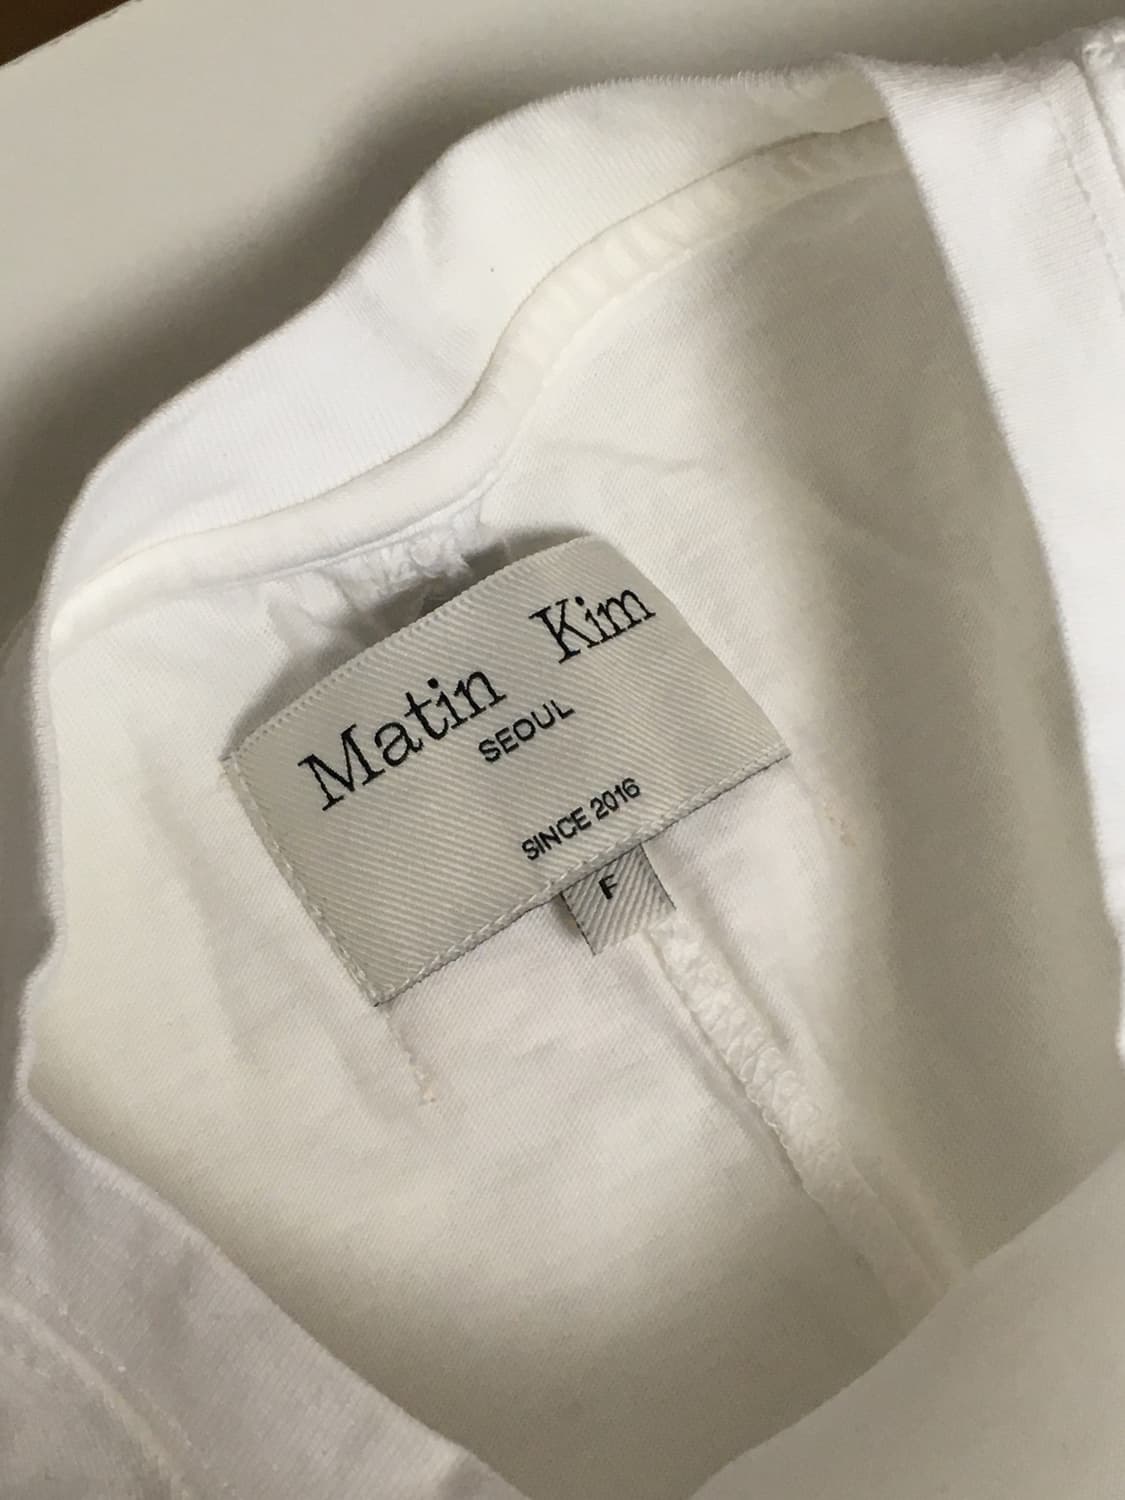 Matin Kim
SEOUL
SINCE 2016
F